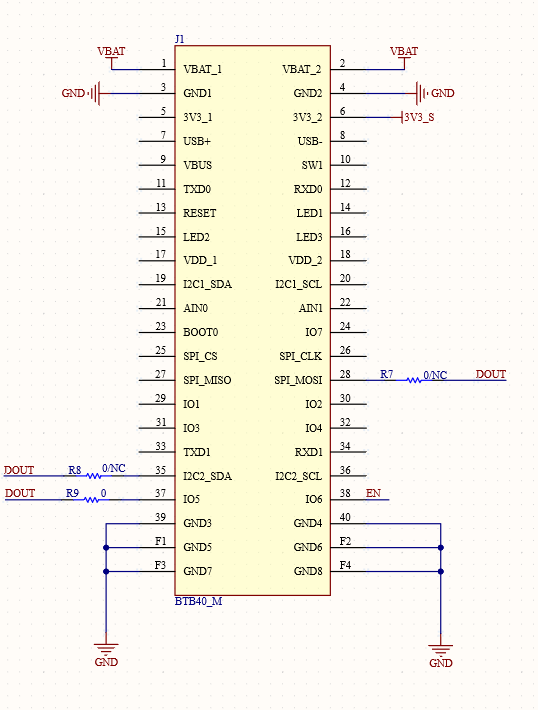 J1
VBAT VBAT
1 VBAT_1 VBAT_2 2
GND 3 GND1 GND2 4 GND
5 3V3_1 3V3_2 6 3V3_S
7 USB+ USB- 8
9 VBUS SW1 10
11 TXD0 RXD0 12
13 RESET LED1 14
15 LED2 LED3 16
17 VDD_1 VDD_2 18
19 I2C1_SDA I2C1_SCL 20
21 AIN0 AIN1 22
23 BOOT0 IO7 24
25 SPI_CS SPI_CLK 26
27 SPI_MISO SPI_MOSI 28 R7 0/NC DOUT
29 IO1 IO2 30
31 IO3 IO4 32
33 TXD1 RXD1 34
DOUT R8 0/NC 35 I2C2_SDA I2C2_SCL 36
DOUT R9 0 37 IO5 IO6 38 EN
39 GND3 GND4 40
F1 GND5 GND6 F2
F3 GND7 GND8 F4
BTB40_M
GND GND